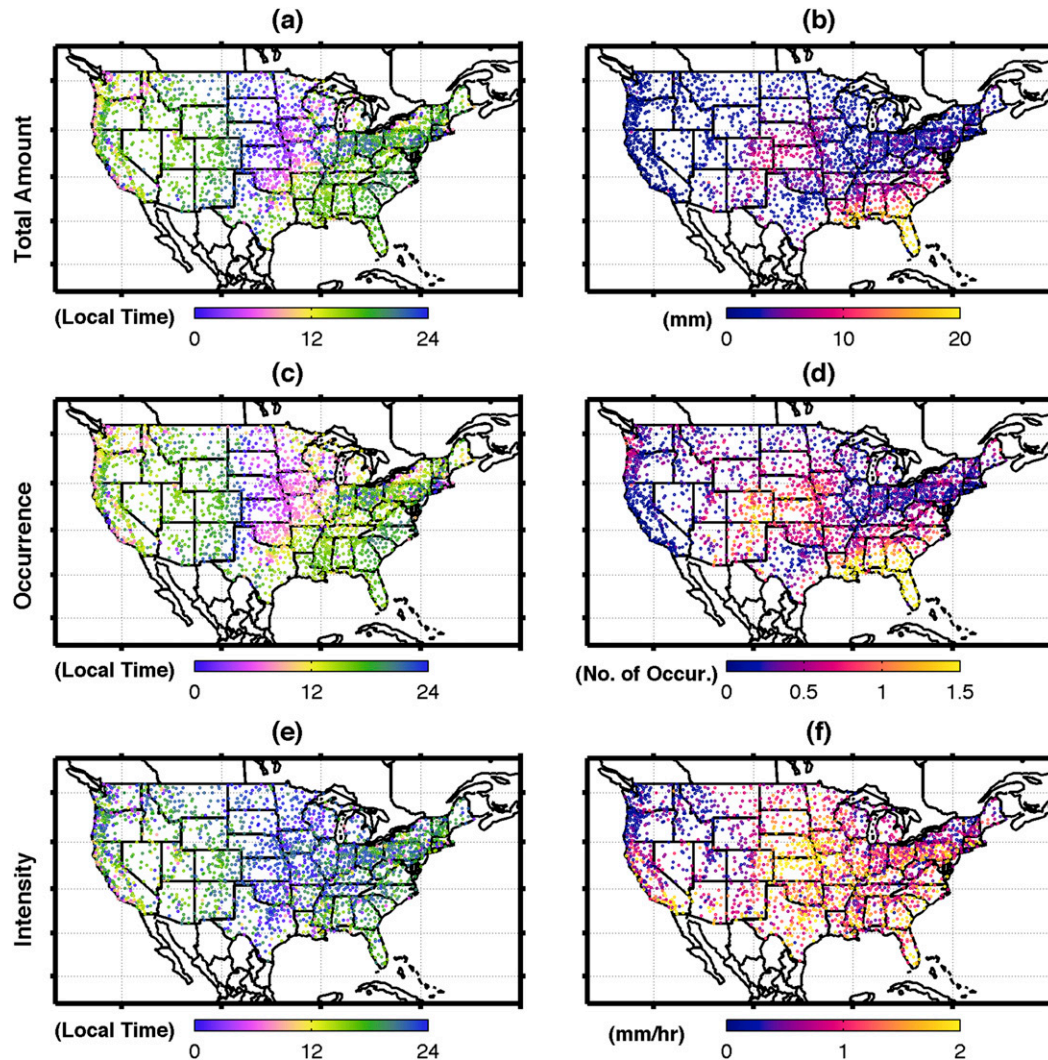 (a)
(b)
Total Amount
(Local Time)
0 12 24
(mm)
0 10 20
(c)
(d)
Occurrence
(Local Time)
0 12 24
(No. of Occur.)
0 0.5 1 1.5
(e)
(f)
Intensity
(Local Time)
0 12 24
(mm/hr)
0 1 2